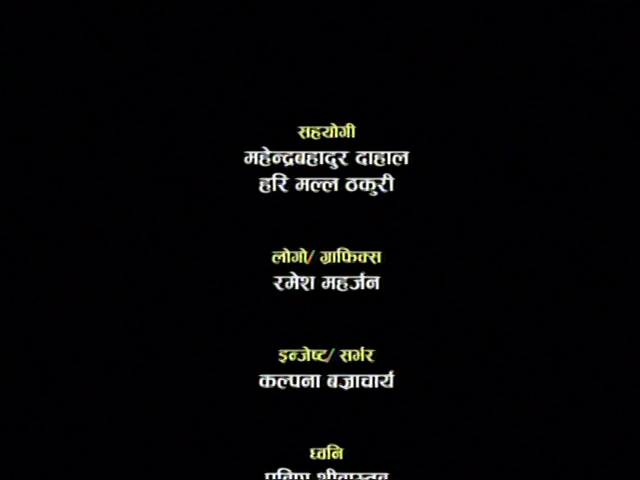 सहयोगी
महेन्द्रबहादुर दाहाल
हरि मल्ल ठकुरी
लोगो/ ग्राफिक्स
रमेश महर्जन
इन्जेष्ट/ सर्भर
कल्पना बज्राचार्य
ध्वनि